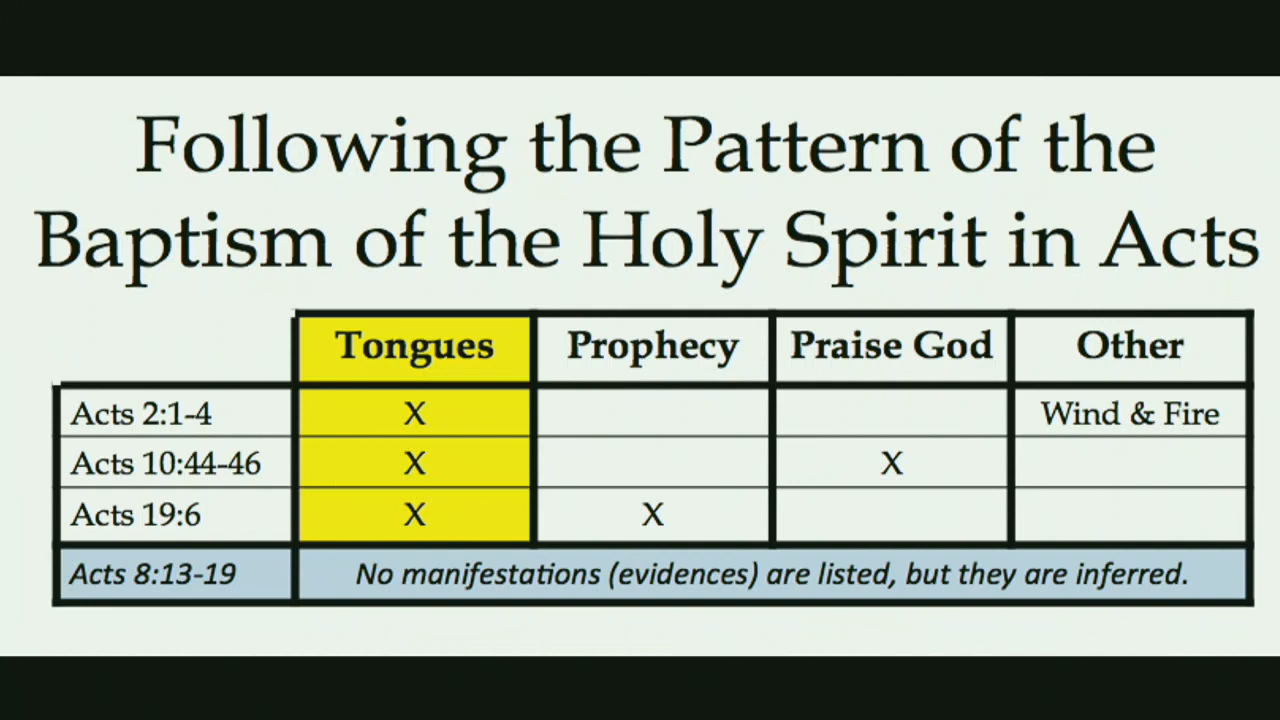 Following the Pattern of the
Baptism of the Holy Spirit in Acts
Tongues Prophecy Praise God Other
Acts 2:1-4 X Wind & Fire
Acts 10:44-46 X X
Acts 19:6 X X
Acts 8:13-19 No manifestations (evidences) are listed, but they are inferred.